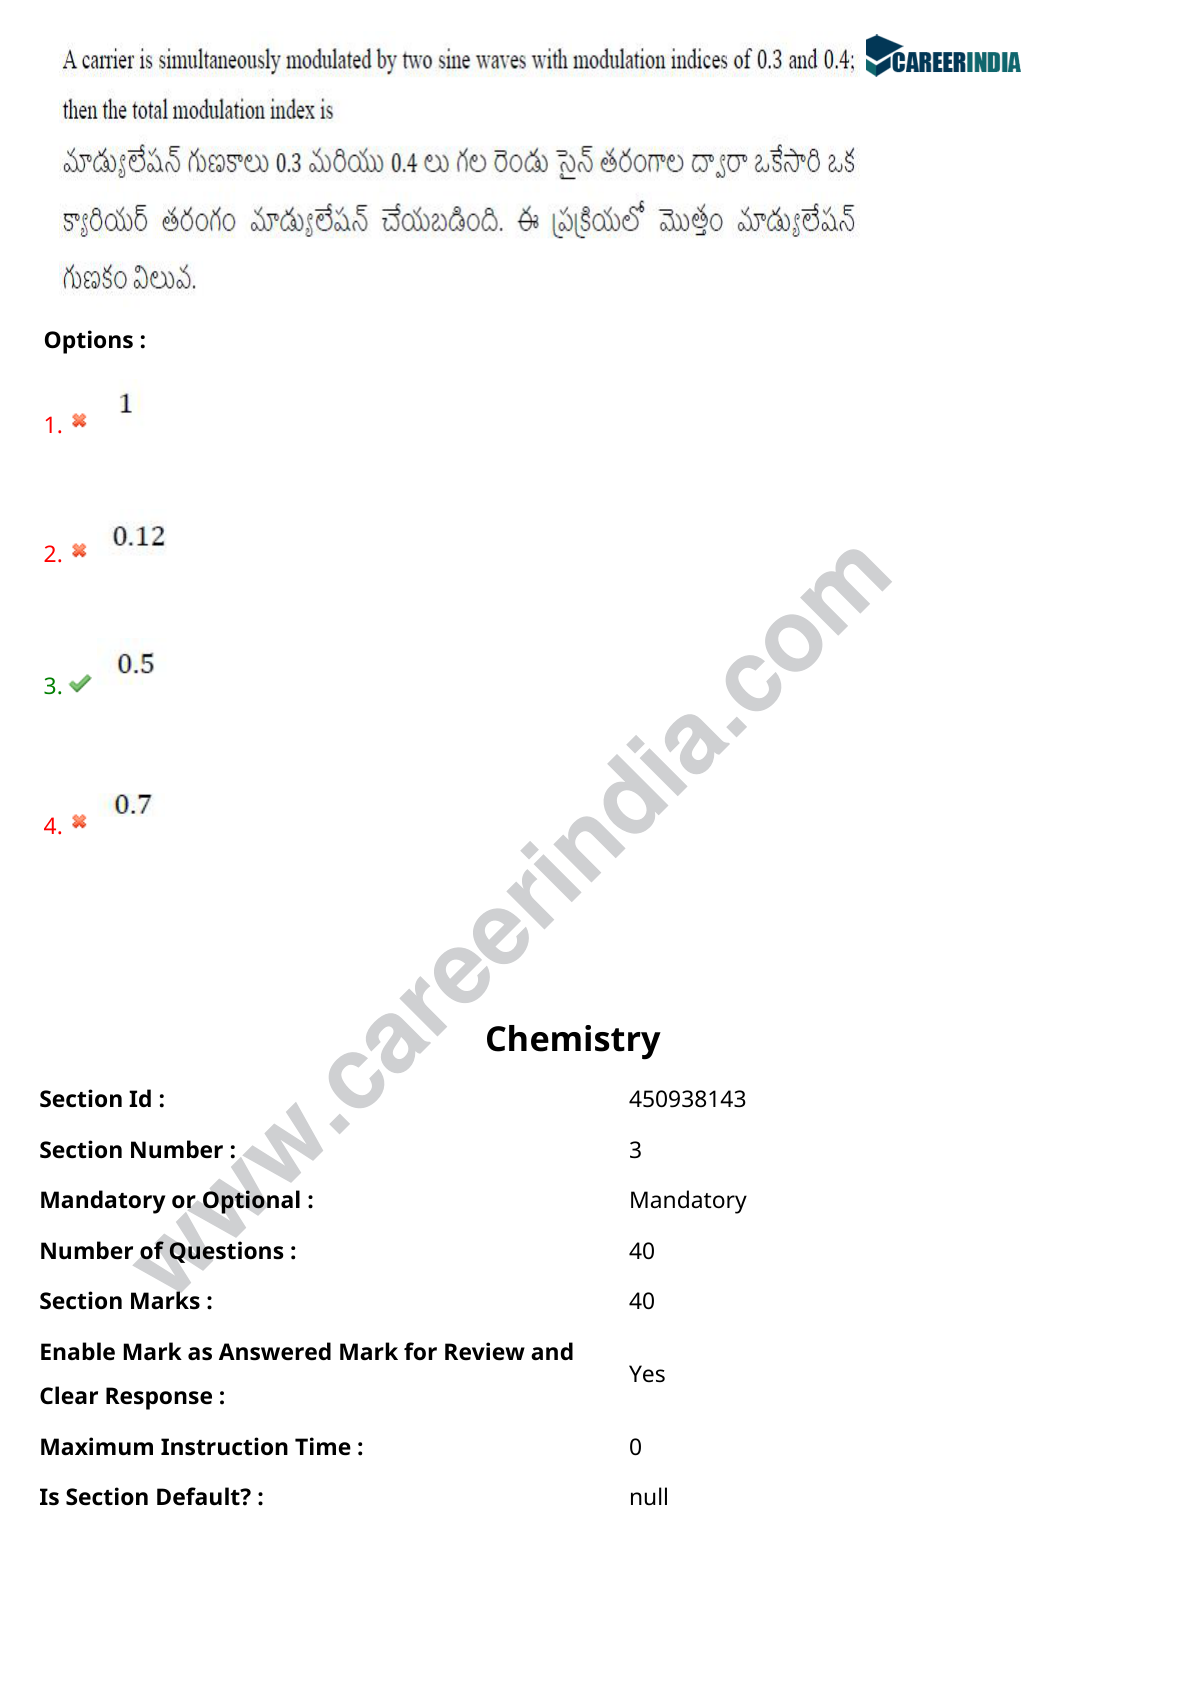 A carrier is simultaneously modulated by two sine waves with modulation indices of 0.3 and 0.4;
CAREERINDIA
then the total modulation index is
మాడ్యులేషన్ గుణకాలు 0.3 మరియు 0.4 లు గల రెండు సైన్ తరంగాల ద్వారా ఒకేసారి ఒక
క్యారియర్ తరంగం మాడ్యులేషన్ చేయబడింది. ఈ ప్రక్రియలో మొత్తం మాడ్యులేషన్
గుణకం విలువ.
Options :
1. 1
2. 0.12
3. 0.5
4. 0.7
www.careerindia.com
Chemistry
Section Id : 450938143
Section Number : 3
Mandatory or Optional : Mandatory
Number of Questions : 40
Section Marks : 40
Enable Mark as Answered Mark for Review and
Clear Response : Yes
Maximum Instruction Time : 0
Is Section Default? : null